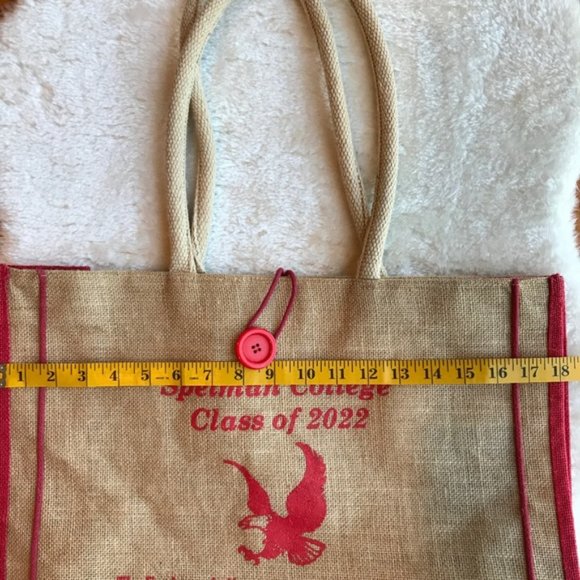 1 2 3 4 5 6 7 8 9 10 11 12 13 14 15 16 17 18
Spelman College
Class of 2022